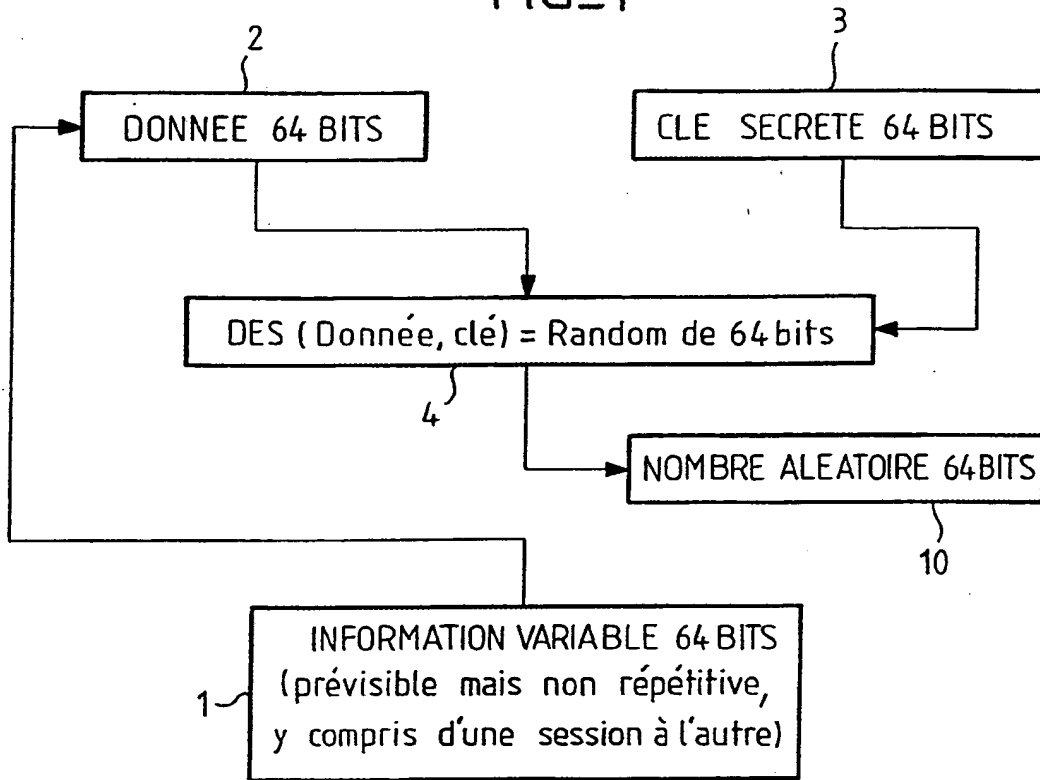 2
3
DONNEE 64 BITS
CLE SECRETE 64 BITS
DES (Donnée, clé) = Random de 64 bits
4
NOMBRE ALEATOIRE 64 BITS
10
INFORMATION VARIABLE 64 BITS
(prévisible mais non répétitive,
1
y compris d'une session à l'autre)